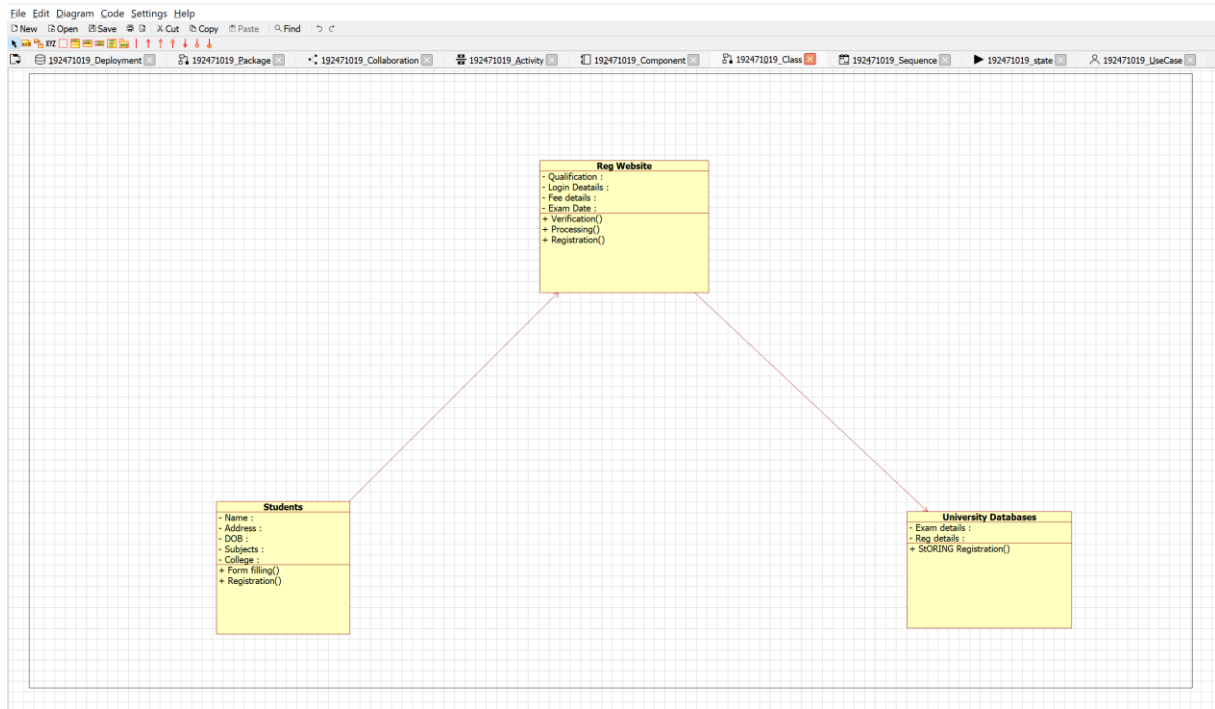 File Edit Diagram Code Settings Help
New Open Save Cut Copy Paste Find
XYZ
192471019_Deployment 192471019_Package 192471019_Collaboration 192471019_Activity 192471019_Component 192471019_Class 192471019_Sequence 192471019_state 192471019_UseCase
Reg Website
- Qualification :
- Login Deatails :
- Fee details :
- Exam Date :
+ Verification()
+ Processing()
+ Registration()
Students
- Name :
- Address :
- DOB :
- Subjects :
- College :
+ Form filling()
+ Registration()
University Databases
- Exam details :
- Reg details :
+ StORING Registration()